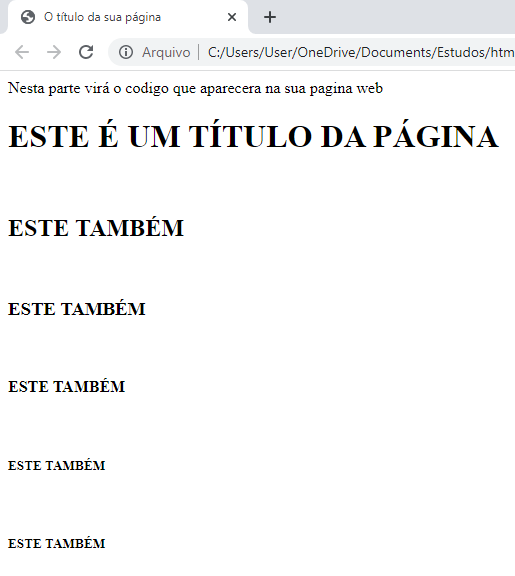 O título da sua página
Arquivo | C:/Users/User/OneDrive/Documents/Estudos/htm
Nesta parte virá o codigo que aparecera na sua pagina web
ESTE É UM TÍTULO DA PÁGINA
ESTE TAMBÉM
ESTE TAMBÉM
ESTE TAMBÉM
ESTE TAMBÉM
ESTE TAMBÉM